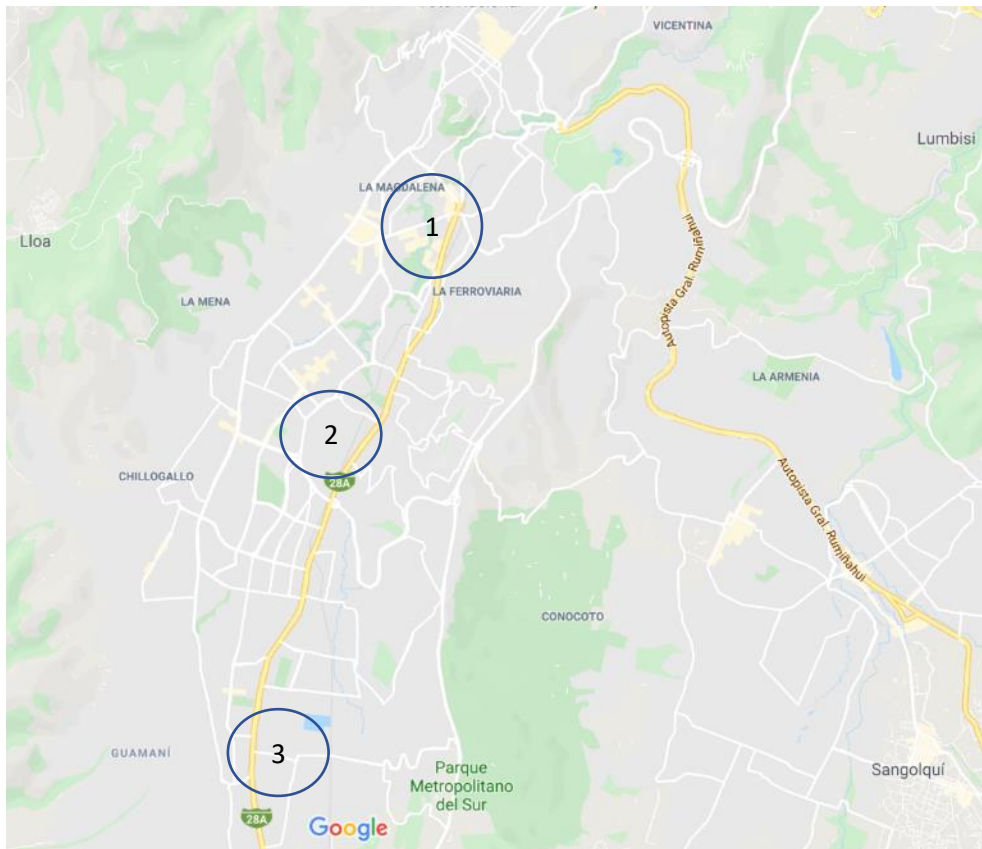 VICENTINA
Lumbisi
LA MAGDALENA
1
Lloa
Autopista Gral. Rumiñahui
LA FERROVIARIA
LA MENA
LA ARMENIA
2
CHILLOGALLO
28A
Autopista Gral. Rumiñahui
CONOCOTO
GUAMANÍ
3
Parque
Metropolitano
del Sur
Sangolquí
28A
Google